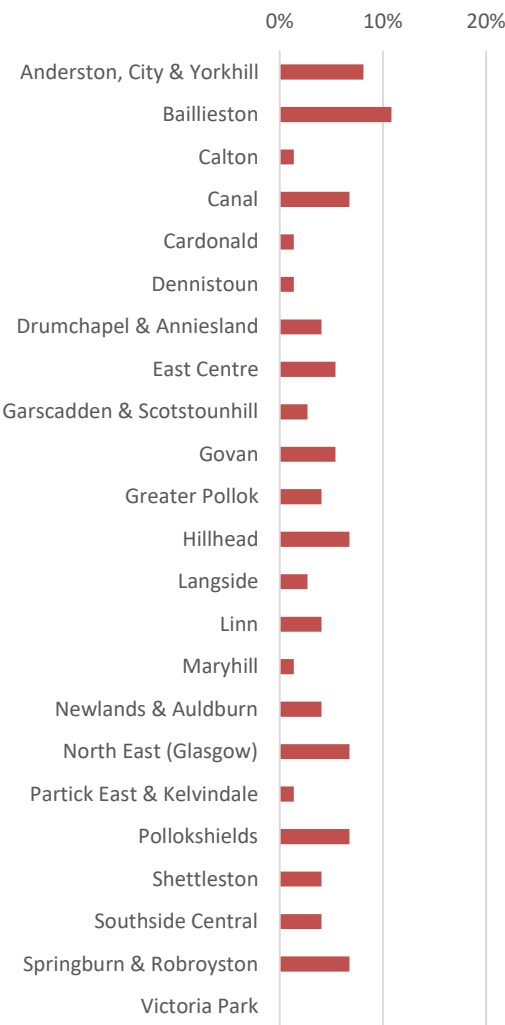 0% 10% 20%
Anderston, City & Yorkhill
Baillieston
Calton
Canal
Cardonald
Dennistoun
Drumchapel & Anniesland
East Centre
Garscadden & Scotstounhill
Govan
Greater Pollok
Hillhead
Langside
Linn
Maryhill
Newlands & Auldburn
North East (Glasgow)
Partick East & Kelvindale
Pollokshields
Shettleston
Southside Central
Springburn & Robroyston
Victoria Park